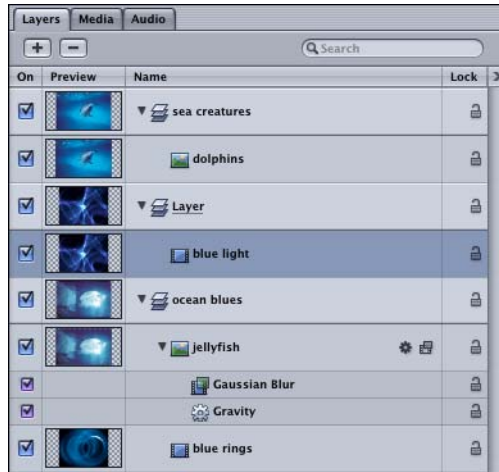 Layers Media Audio
Search
On Preview Name Lock
sea creatures
dolphins
Layer
blue light
ocean blues
jellyfish
Gaussian Blur
Gravity
blue rings